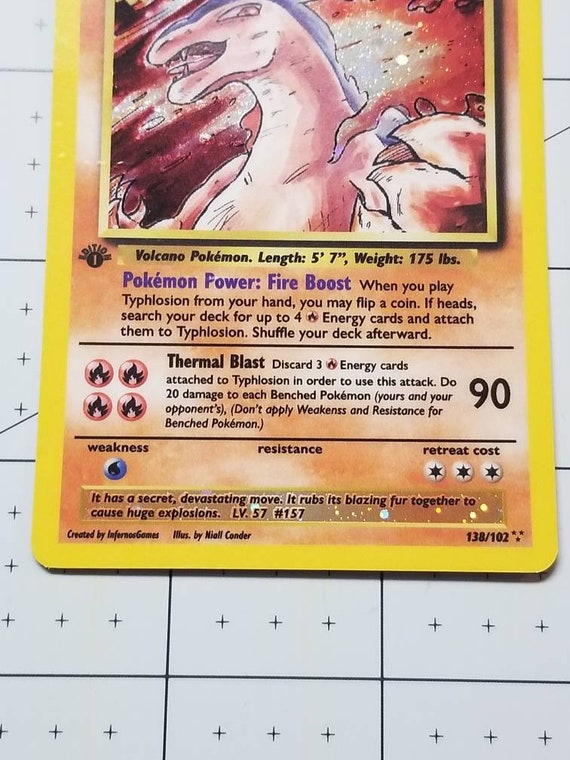 EDITION
1
Volcano Pokémon. Length: 5' 7", Weight: 175 lbs.
Pokémon Power: Fire Boost When you play
Typhlosion from your hand, you may flip a coin. If heads,
search your deck for up to 4 Energy cards and attach
them to Typhlosion. Shuffle your deck afterward.
Thermal Blast Discard 3 Energy cards
attached to Typhlosion in order to use this attack. Do
20 damage to each Benched Pokémon (yours and your
opponent's), (Don't apply Weakenss and Resistance for
Benched Pokémon.)
90
weakness resistance retreat cost
It has a secret, devastating move. It rubs its blazing fur together to
cause huge explosions. LV. 57 #157
Created by InfernosGames Illus. by Niall Conder 138/102